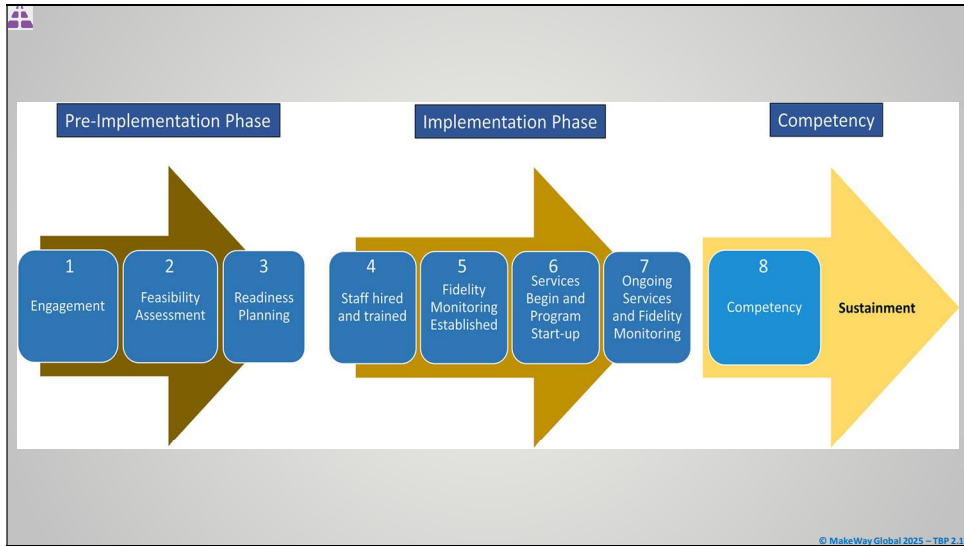 Pre-Implementation Phase
Implementation Phase
Competency
1
Engagement
2
Feasibility
Assessment
3
Readiness
Planning
4
Staff hired
and trained
5
Fidelity
Monitoring
Established
6
Services
Begin and
Program
Start-up
7
Ongoing
Services
and Fidelity
Monitoring
8
Competency
Sustainment
© MakeWay Global 2025 – TBP 2.1